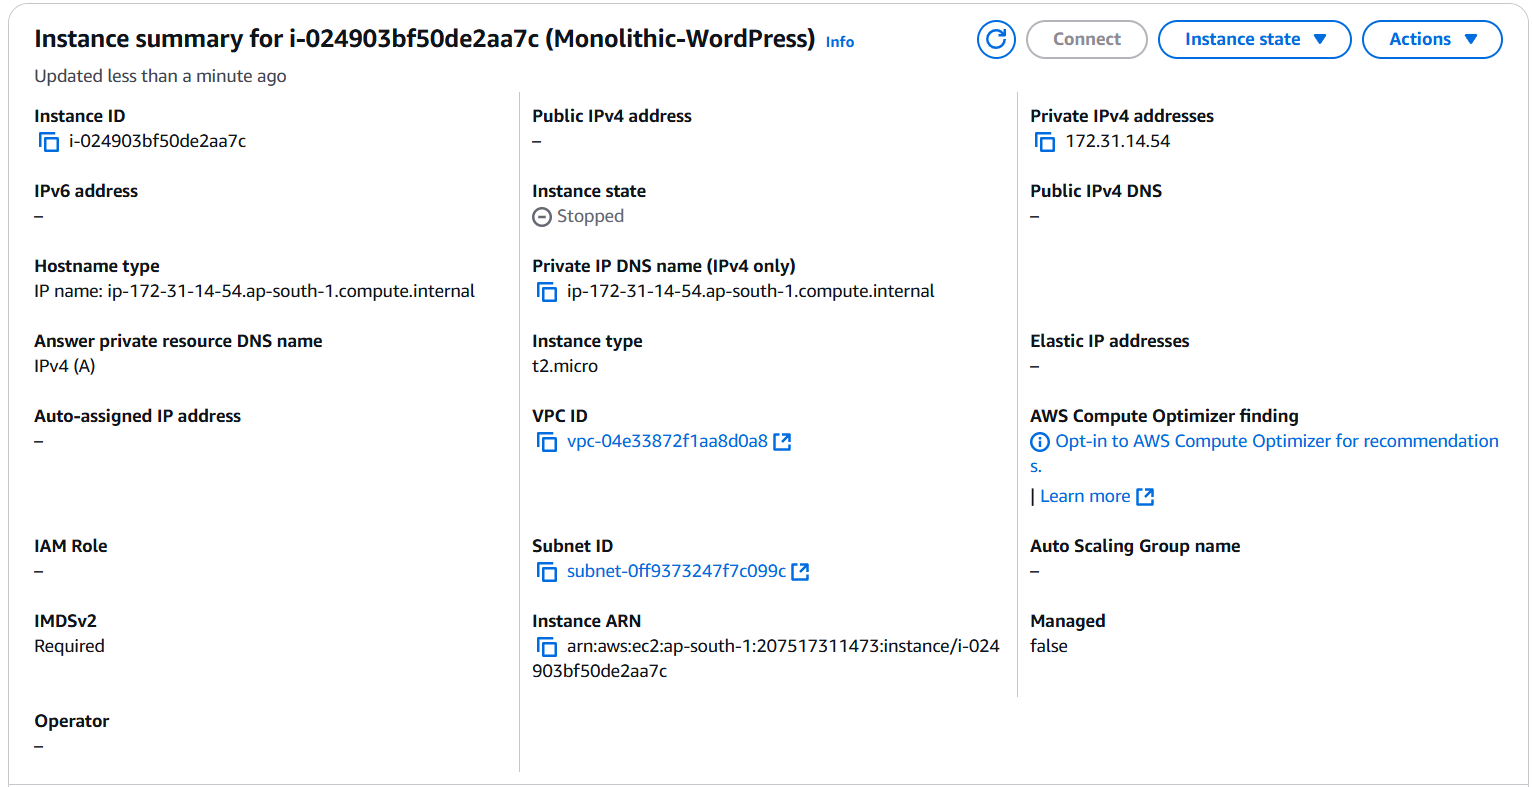 Instance summary for i-024903bf50de2aa7c (Monolithic-WordPress) Info
Connect
Instance state
Actions
Updated less than a minute ago
Instance ID
i-024903bf50de2aa7c
Public IPv4 address
–
Private IPv4 addresses
172.31.14.54
IPv6 address
–
Instance state
Stopped
Public IPv4 DNS
–
Hostname type
IP name: ip-172-31-14-54.ap-south-1.compute.internal
Private IP DNS name (IPv4 only)
ip-172-31-14-54.ap-south-1.compute.internal
Answer private resource DNS name
IPv4 (A)
Instance type
t2.micro
Elastic IP addresses
–
Auto-assigned IP address
–
VPC ID
vpc-04e33872f1aa8d0a8
AWS Compute Optimizer finding
Opt-in to AWS Compute Optimizer for recommendation
s.
| Learn more
IAM Role
–
Subnet ID
subnet-0ff9373247f7c099c
Auto Scaling Group name
–
IMDSv2
Required
Instance ARN
arn:aws:ec2:ap-south-1:207517311473:instance/i-024
903bf50de2aa7c
Managed
false
Operator
–